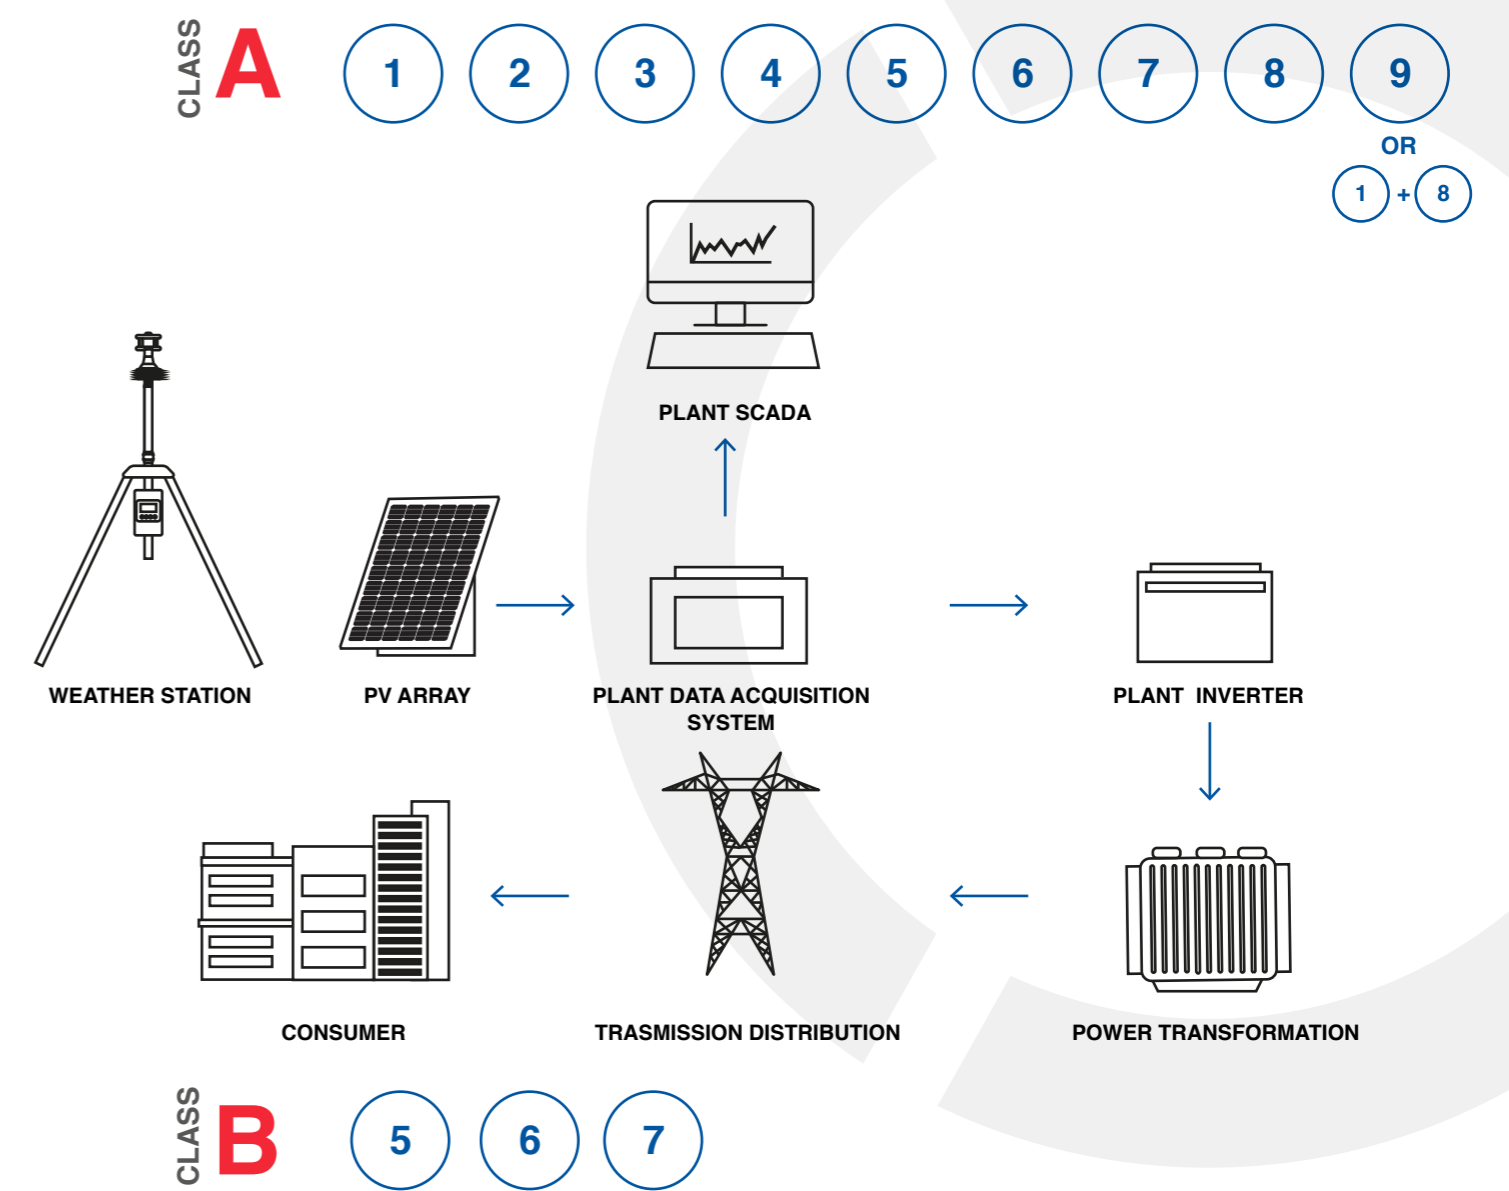 CLASS A 1 2 3 4 5 6 7 8 9
OR
1 + 8
PLANT SCADA
WEATHER STATION
PV ARRAY
PLANT DATA ACQUISITION
SYSTEM
PLANT INVERTER
CONSUMER
TRASMISSION DISTRIBUTION
POWER TRANSFORMATION
CLASS B 5 6 7